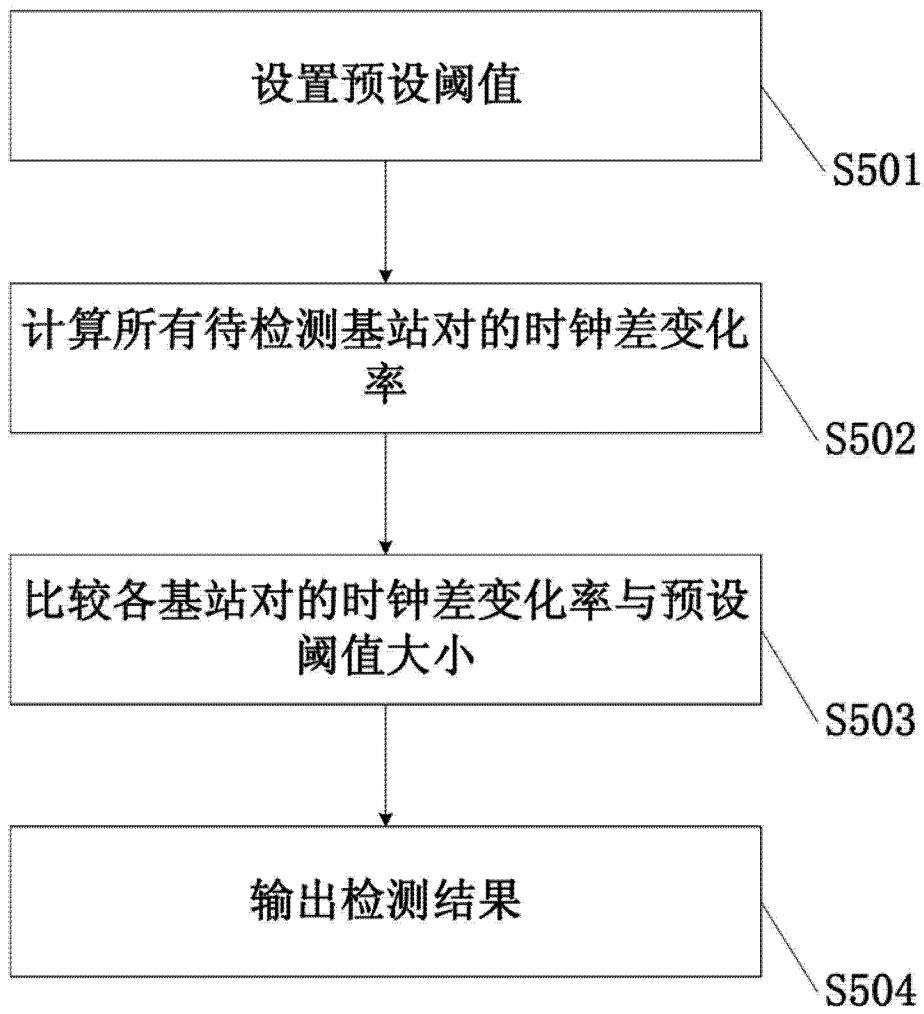 设置预设阈值
S501
计算所有待检测基站对的时钟差变化
率
S502
比较各基站对的时钟差变化率与预设
阈值大小
S503
输出检测结果
S504